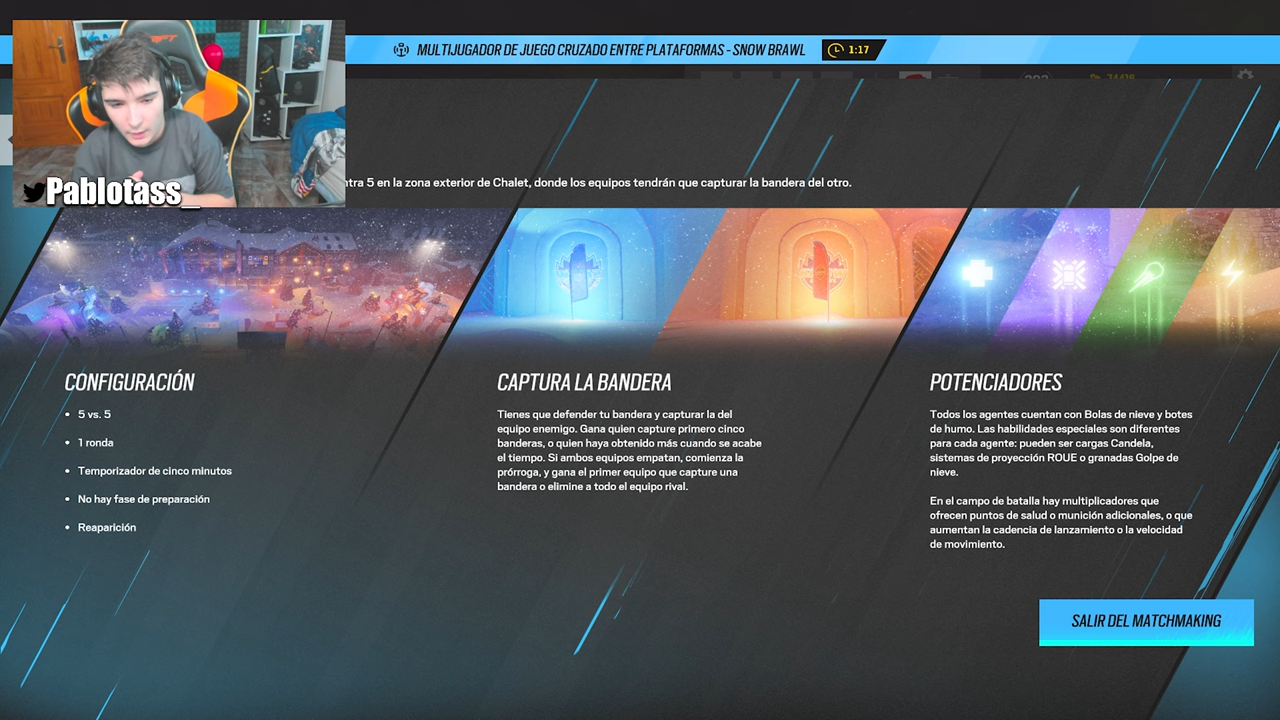 MULTIJUGADOR DE JUEGO CRUZADO ENTRE PLATAFORMAS - SNOW BRAWL
1:17
5 en la zona exterior de Chalet, donde los equipos tendrán que capturar la bandera del otro.
Pablotass_
CONFIGURACIÓN
• 5 vs. 5
• 1 ronda
• Temporizador de cinco minutos
• No hay fase de preparación
• Reaparición
CAPTURA LA BANDERA
Tienes que defender tu bandera y capturar la del
equipo enemigo. Gana quien capture primero cinco
banderas, o quien haya obtenido más cuando se acabe
el tiempo. Si ambos equipos empatan, comienza la
prórroga, y gana el primer equipo que capture una
bandera o elimine a todo el equipo rival.
POTENCIADORES
Todos los agentes cuentan con Bolas de nieve y botes
de humo. Las habilidades especiales son diferentes
para cada agente: pueden ser cargas Candela,
sistemas de proyección ROUE o granadas Golpe de
nieve.
En el campo de batalla hay multiplicadores que
ofrecen puntos de salud o munición adicionales, o que
aumentan la cadencia de lanzamiento o la velocidad
de movimiento.
SALIR DEL MATCHMAKING